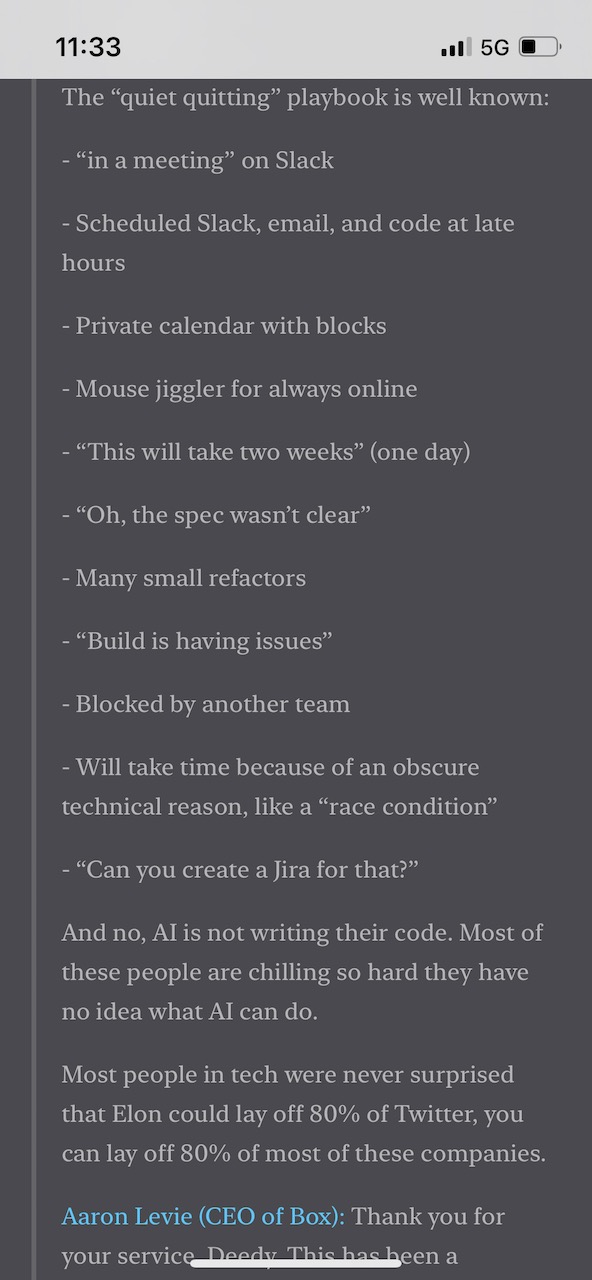 11:33
5G
The “quiet quitting” playbook is well known:
- “in a meeting” on Slack
- Scheduled Slack, email, and code at late
hours
- Private calendar with blocks
- Mouse jiggler for always online
- “This will take two weeks” (one day)
- “Oh, the spec wasn’t clear”
- Many small refactors
- “Build is having issues”
- Blocked by another team
- Will take time because of an obscure
technical reason, like a “race condition”
- “Can you create a Jira for that?”
And no, AI is not writing their code. Most of
these people are chilling so hard they have
no idea what AI can do.
Most people in tech were never surprised
that Elon could lay off 80% of Twitter, you
can lay off 80% of most of these companies.
Aaron Levie (CEO of Box): Thank you for
your service, Deedy. This has been a